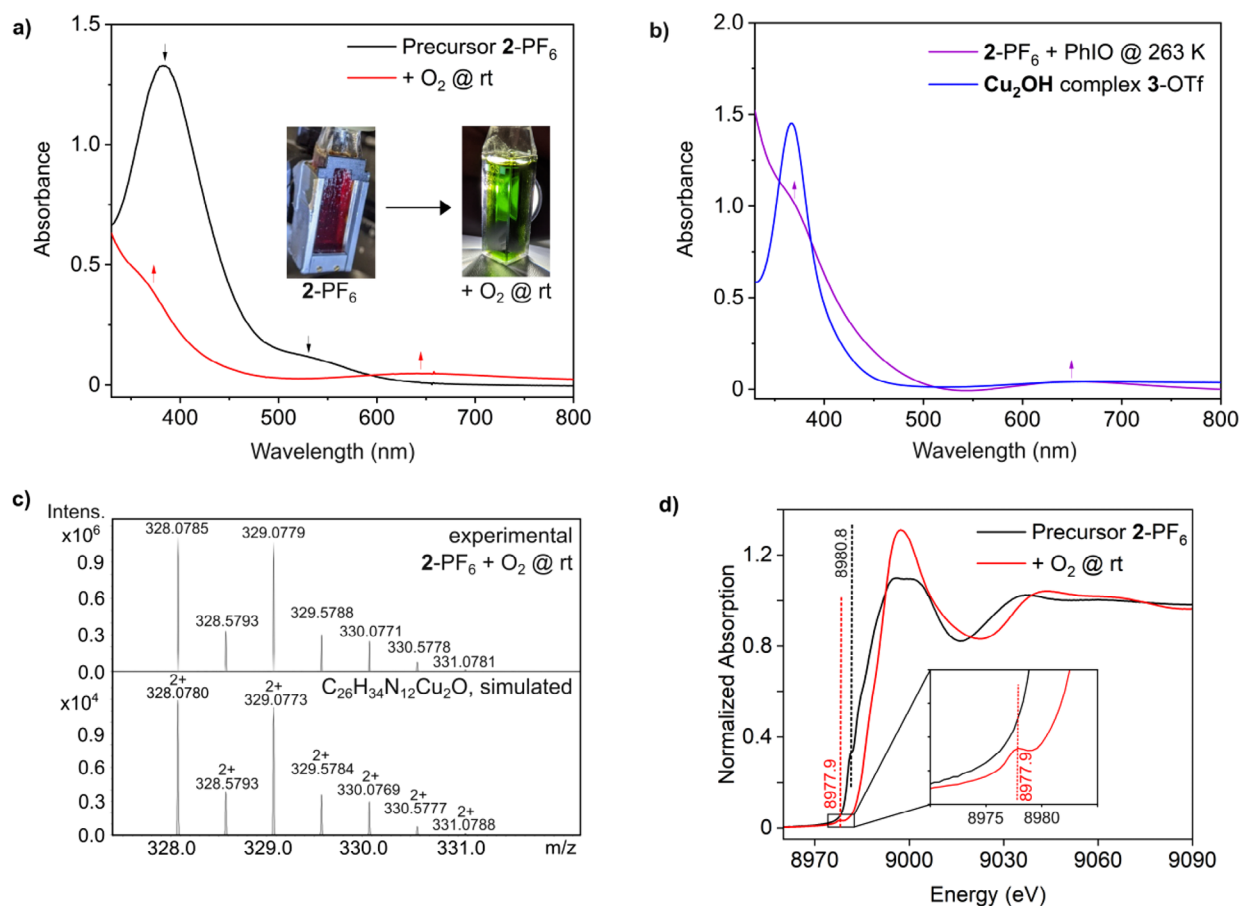 a)
1.5
1.0
0.5
0
Absorbance
400
500
600
700
800
Wavelength (nm)
Precursor 2-PF6
+ O2 @ rt
2-PF6
+ O2 @ rt
b)
2.0
1.5
1.0
0.5
0
Absorbance
400
500
600
700
800
Wavelength (nm)
2-PF6 + PhIO @ 263 K
Cu2OH complex 3-OTf
c)
Intens.
x10^6
0.9
0.6
0.3
0.0
328.0785
329.0779
328.5793
329.5788
330.0771
330.5778
331.0781
experimental
2-PF6 + O2 @ rt
x10^4
0.9
0.6
0.3
0.0
C26H34N12Cu2O, simulated
2+
328.0780
2+
329.0773
2+
328.5793
2+
329.5784
2+
330.0769
2+
330.5777
2+
331.0788
328.0
329.0
330.0
331.0
m/z
d)
1.2
0.8
0.4
0
Normalized Absorption
8970
9000
9030
9060
9090
Energy (eV)
8977.9
8980.8
Precursor 2-PF6
+ O2 @ rt
8977.9
8975
8980